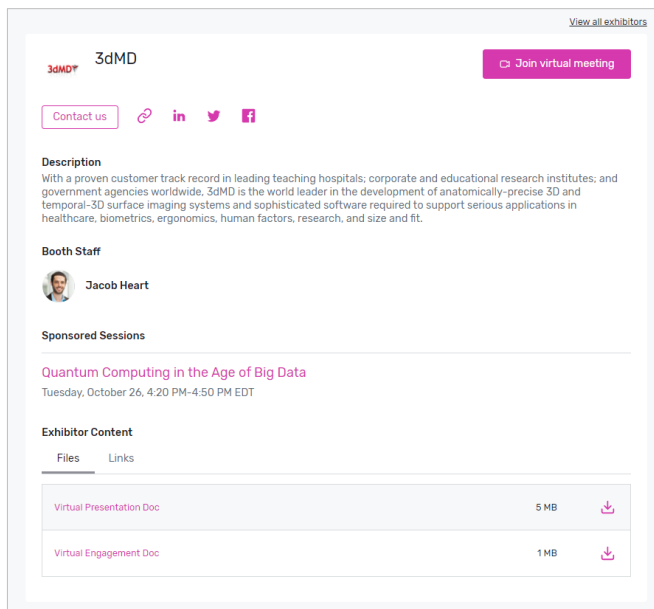 View all exhibitors
3dMD
3dMD
Join virtual meeting
Contact us
in
Description
With a proven customer track record in leading teaching hospitals; corporate and educational research institutes; and
government agencies worldwide, 3dMD is the world leader in the development of anatomically-precise 3D and
temporal-3D surface imaging systems and sophisticated software required to support serious applications in
healthcare, biometrics, ergonomics, human factors, research, and size and fit.
Booth Staff
Jacob Heart
Sponsored Sessions
Quantum Computing in the Age of Big Data
Tuesday, October 26, 4:20 PM-4:50 PM EDT
Exhibitor Content
Files Links
Virtual Presentation Doc 5 MB
Virtual Engagement Doc 1 MB